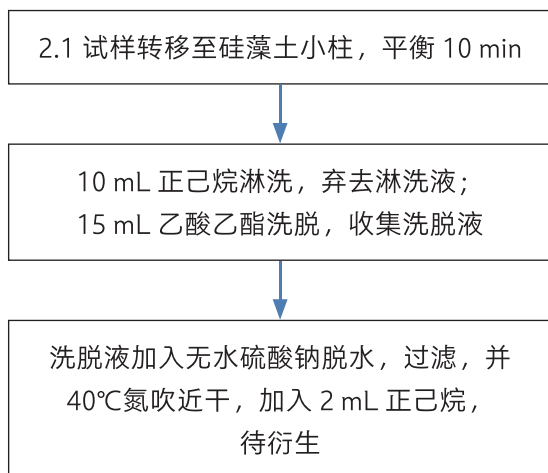 2.1 试样转移至硅藻土小柱，平衡 10 min
10 mL 正己烷淋洗，弃去淋洗液；
15 mL 乙酸乙酯洗脱，收集洗脱液
洗脱液加入无水硫酸钠脱水，过滤，并
40℃氮吹近干，加入 2 mL 正己烷，
待衍生